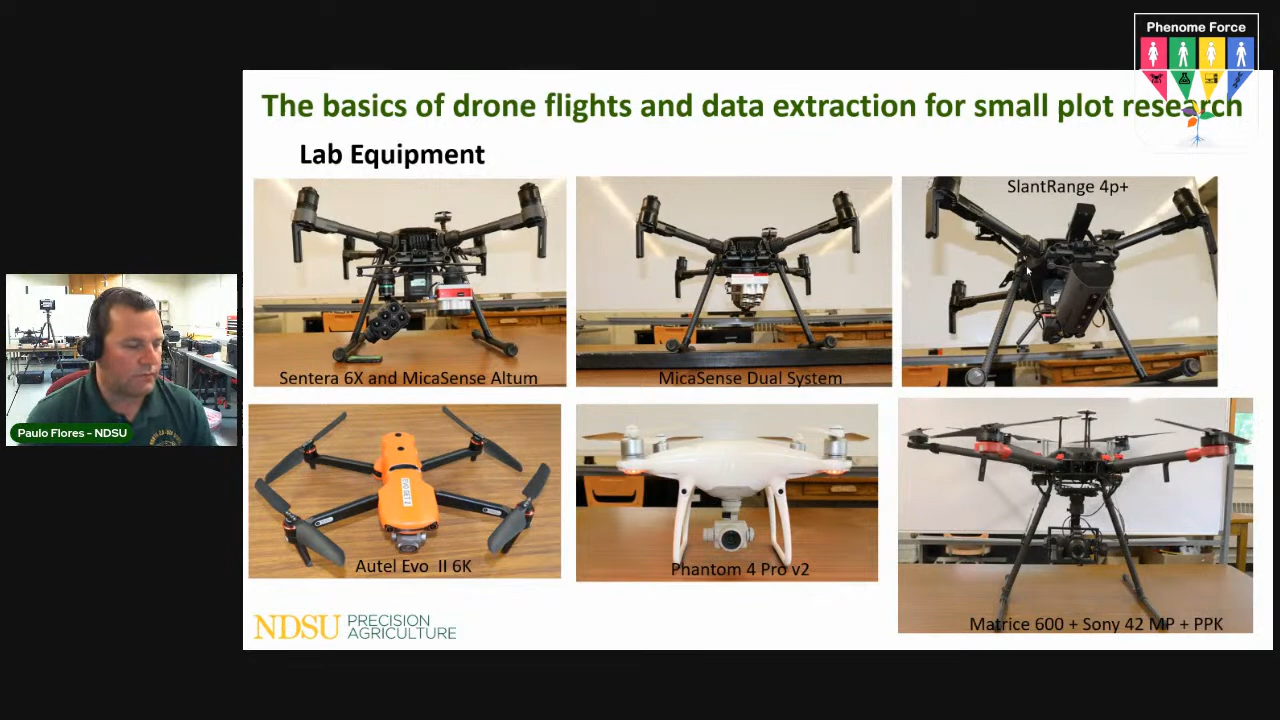 Phenome Force
The basics of drone flights and data extraction for small plot research
Lab Equipment
Sentera 6X and MicaSense Altum
MicaSense Dual System
SlantRange 4p+
Paulo Flores - NDSU
Autel Evo II 6K
Phantom 4 Pro v2
Matrice 600 + Sony 42 MP + PPK
NDSU
PRECISION
AGRICULTURE